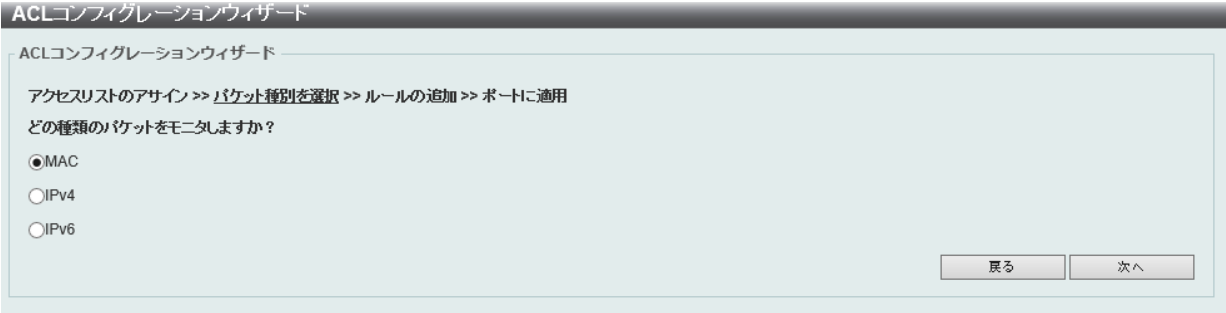 ACLコンフィグレーションウィザード
ACLコンフィグレーションウィザード
アクセスリストのアサイン >> パケット種別を選択 >> ルールの追加 >> ポートに適用
どの種類のパケットをモニタしますか？
MAC
IPv4
IPv6
戻る 次へ